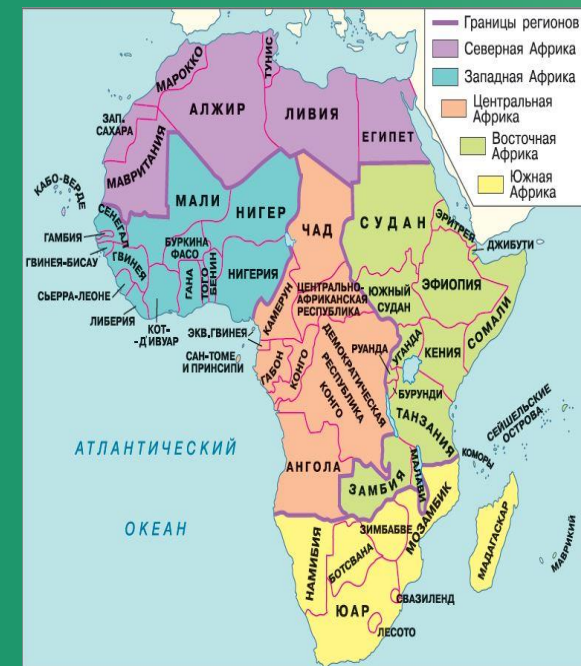 Границы регионов
Северная Африка
Западная Африка
Центральная
Африка
Восточная
Африка
Южная
Африка
МАРОККО
ТУНИС
АЛЖИР
ЛИВИЯ
ЕГИПЕТ
ЗАП.
САХАРА
МАВРИТАНИЯ
КАБО-ВЕРДЕ
СЕНЕГАЛ
МАЛИ
НИГЕР
ЧАД
СУДАН
ЭРИТРЕЯ
ДЖИБУТИ
ГАМБИЯ
ГВИНЕЯ-БИСАУ
ГВИНЕЯ
БУРКИНА
ФАСО
НИГЕРИЯ
ГАНА
ТОГО
БЕНИН
СЬЕРРА-ЛЕОНЕ
ЛИБЕРИЯ
КОТ-
-Д'ИВУАР
КАМЕРУН
ЦЕНТРАЛЬНО-
АФРИКАНСКАЯ
РЕСПУБЛИКА
ЮЖНЫЙ
СУДАН
ЭФИОПИЯ
СОМАЛИ
ЭКВ. ГВИНЕЯ
САН-ТОМЕ
И ПРИНСИПИ
ГАБОН
КОНГО
ДЕМОКРАТИЧЕСКАЯ
РЕСПУБЛИКА
КОНГО
РУАНДА
УГАНДА
КЕНИЯ
БУРУНДИ
ТАНЗАНИЯ
СЕЙШЕЛЬСКИЕ
ОСТРОВА
КОМОРЫ
АТЛАНТИЧЕСКИЙ
ОКЕАН
АНГОЛА
ЗАМБИЯ
МАЛАВИ
МОЗАМБИК
ЗИМБАБВЕ
НАМИБИЯ
БОТСВАНА
МАДАГАСКАР
МАВРИКИЙ
СВАЗИЛЕНД
ЮАР
ЛЕСОТО